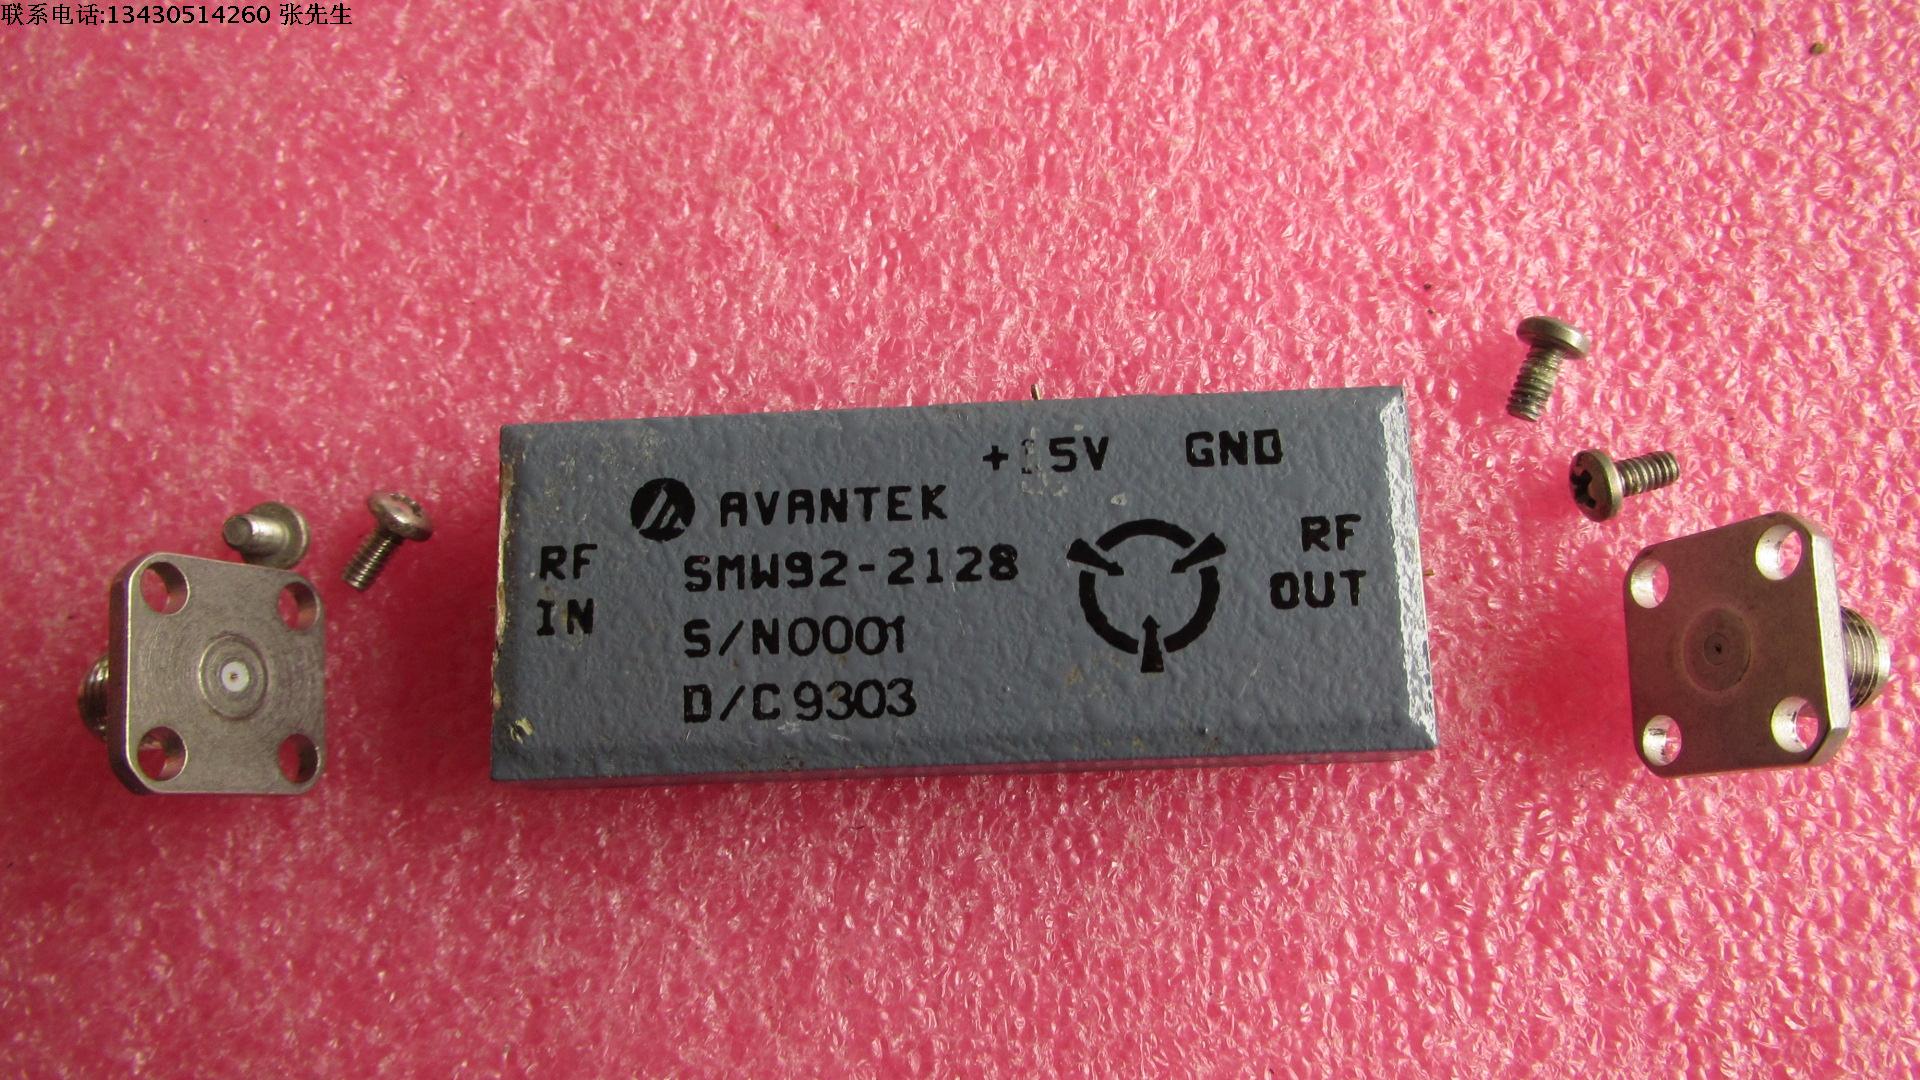 联系电话:13430514260 张先生
+15V GND
AVANTEK
RF IN
SMW92-2128
RF OUT
S/N0001
D/C9303